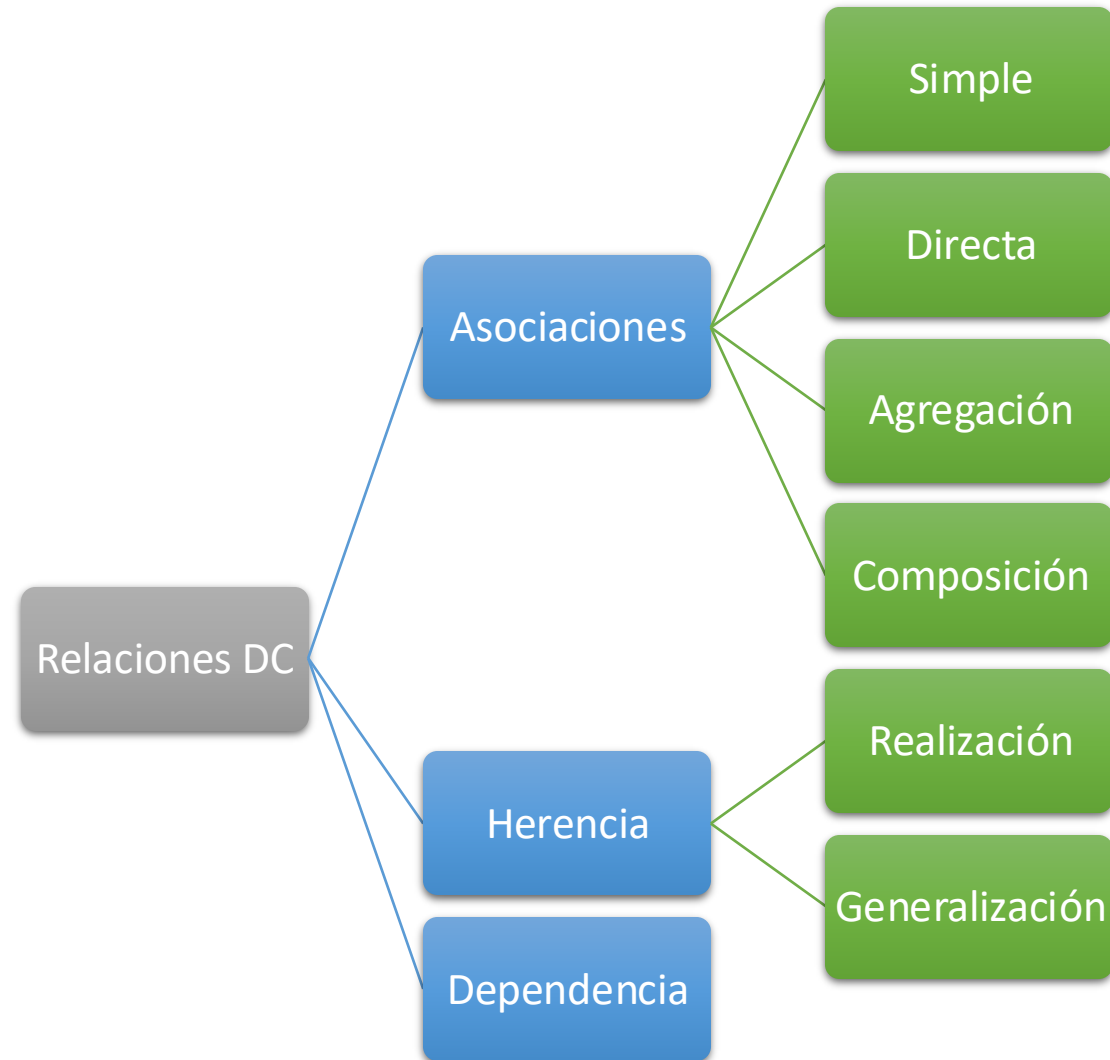 Relaciones DC
Asociaciones
Simple
Directa
Agregación
Composición
Herencia
Realización
Generalización
Dependencia